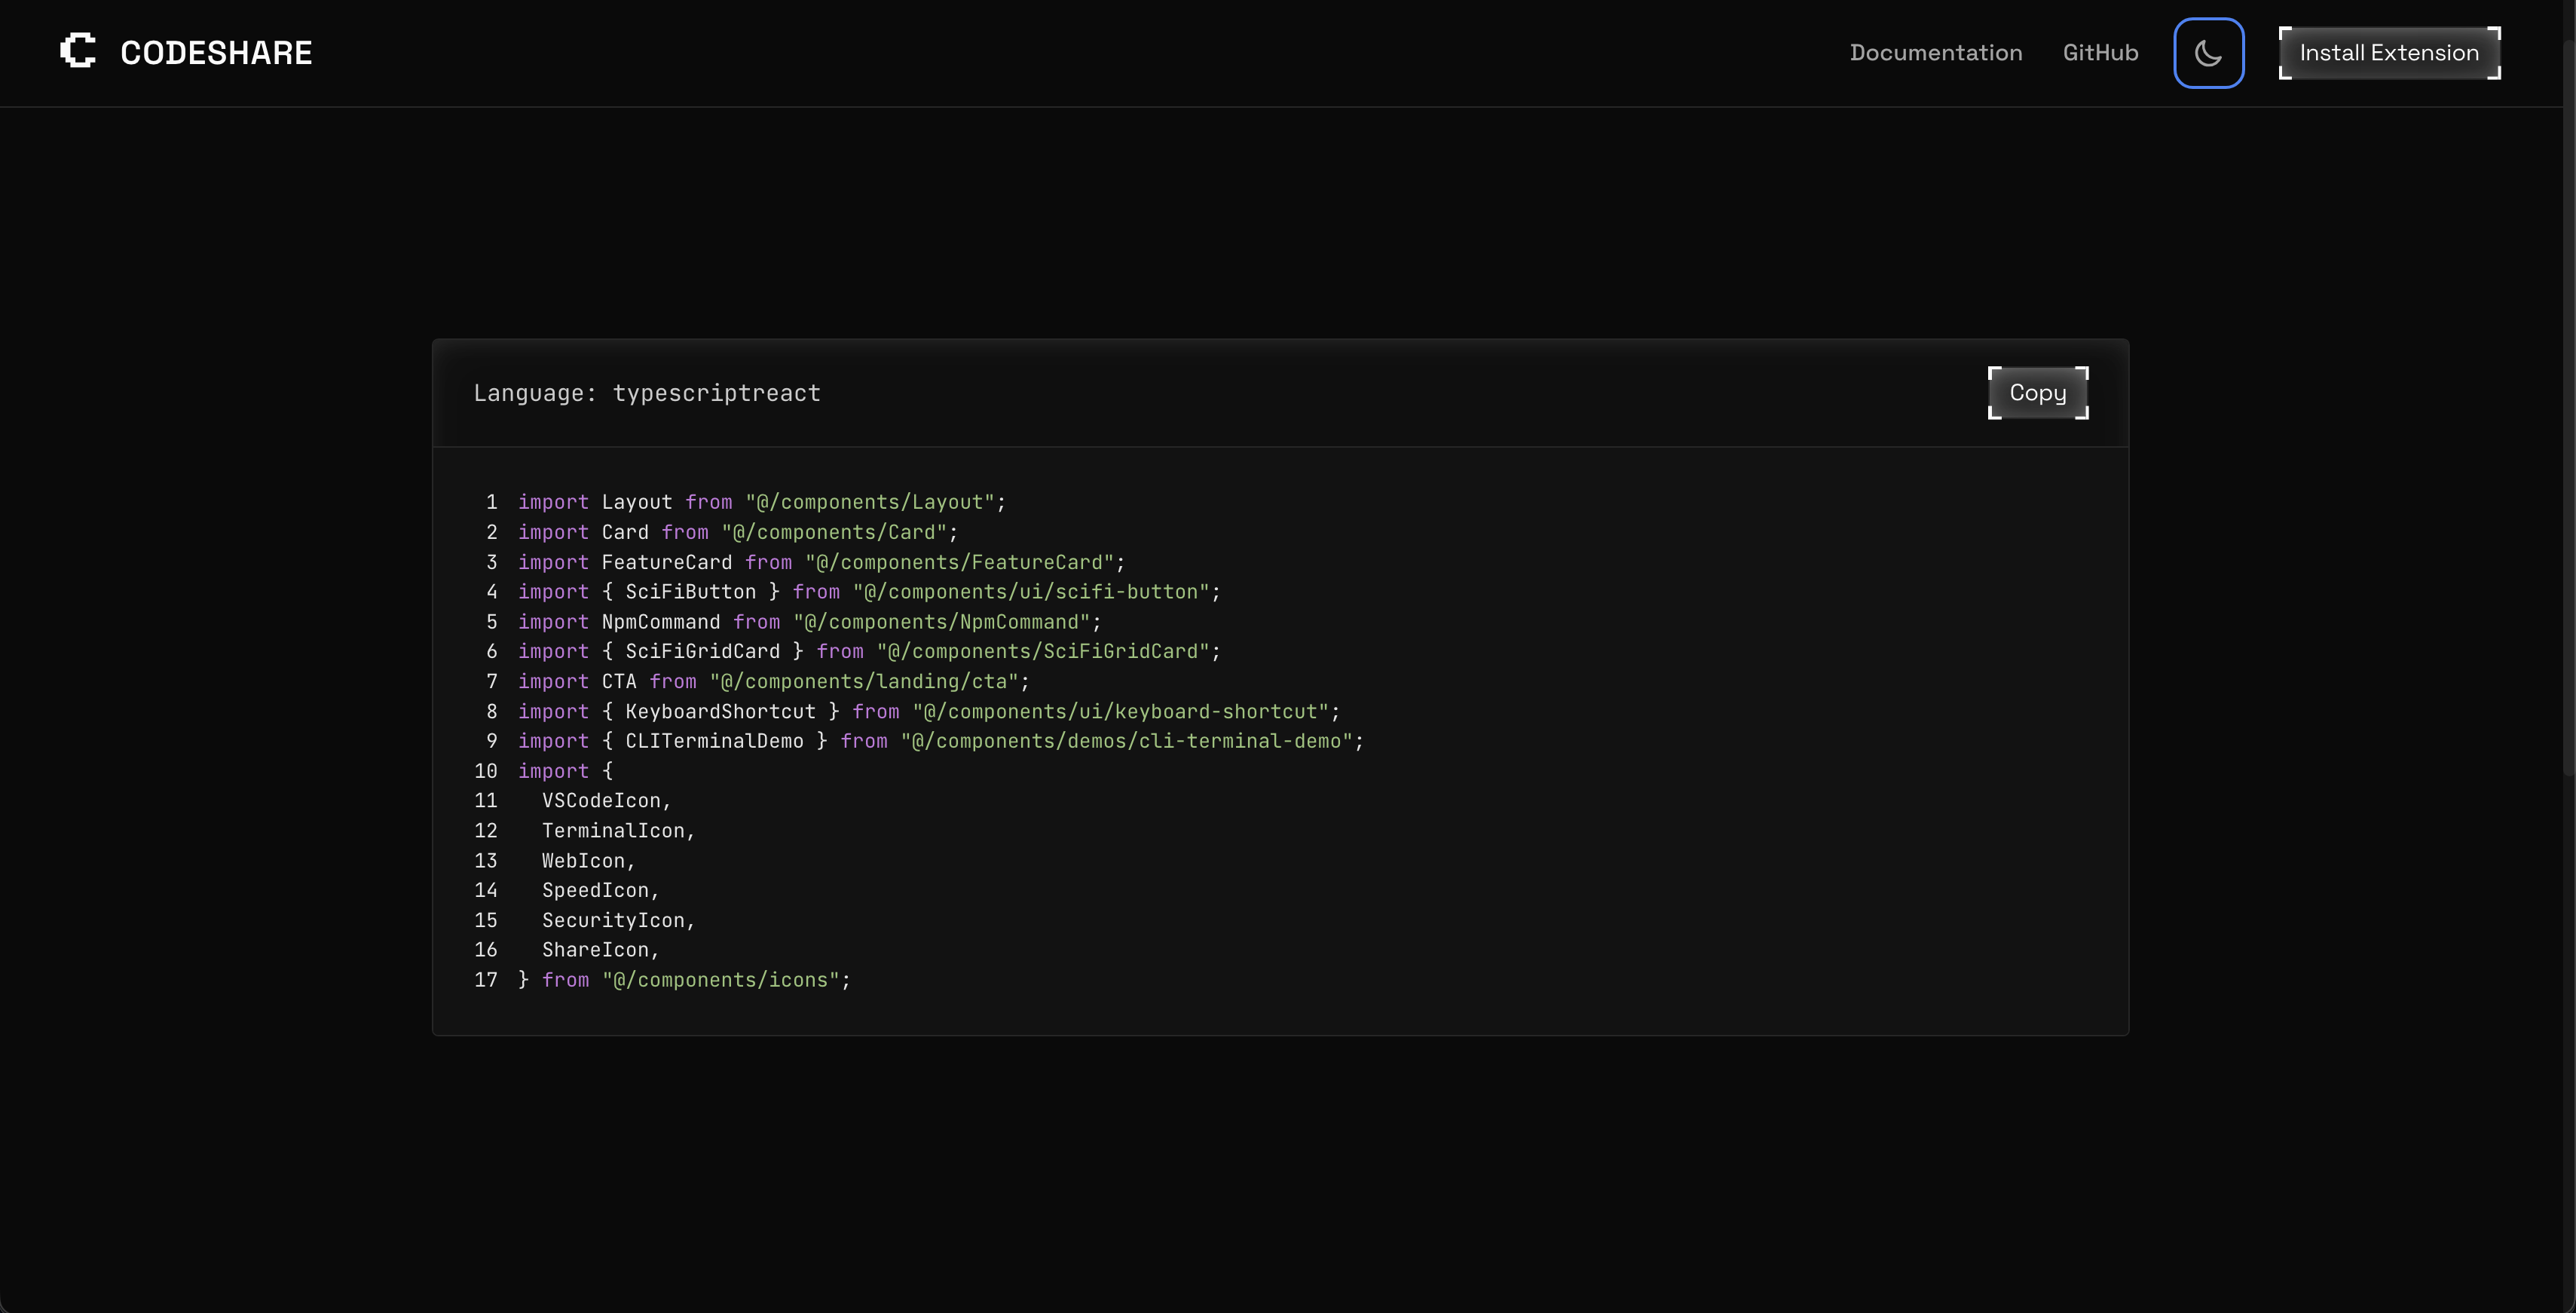 CODESHARE
Documentation
GitHub
Install Extension
Language: typescriptreact
Copy
1 import Layout from "@/components/Layout";
2 import Card from "@/components/Card";
3 import FeatureCard from "@/components/FeatureCard";
4 import { SciFiButton } from "@/components/ui/scifi-button";
5 import NpmCommand from "@/components/NpmCommand";
6 import { SciFiGridCard } from "@/components/SciFiGridCard";
7 import CTA from "@/components/landing/cta";
8 import { KeyboardShortcut } from "@/components/ui/keyboard-shortcut";
9 import { CLITerminalDemo } from "@/components/demos/cli-terminal-demo";
10 import {
11   VSCodeIcon,
12   TerminalIcon,
13   WebIcon,
14   SpeedIcon,
15   SecurityIcon,
16   ShareIcon,
17 } from "@/components/icons";